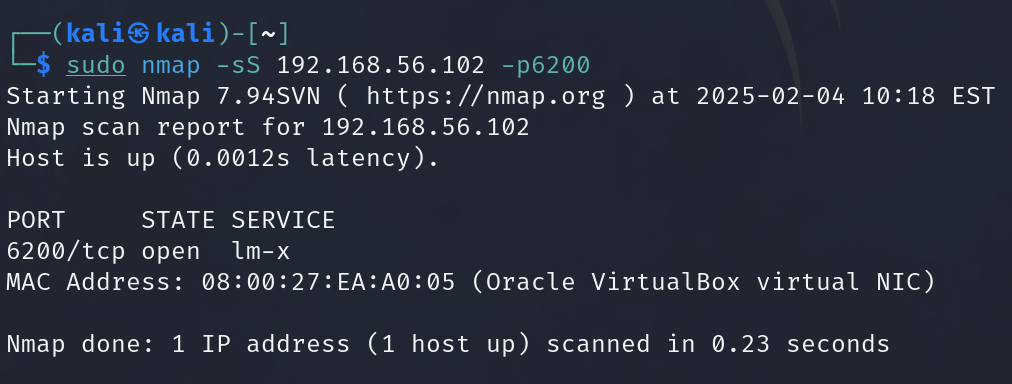 ┌──(kali㉿kali)-[~]
└─$ sudo nmap -sS 192.168.56.102 -p6200
Starting Nmap 7.94SVN ( https://nmap.org ) at 2025-02-04 10:18 EST
Nmap scan report for 192.168.56.102
Host is up (0.0012s latency).
PORT     STATE SERVICE
6200/tcp open  lm-x
MAC Address: 08:00:27:EA:A0:05 (Oracle VirtualBox virtual NIC)
Nmap done: 1 IP address (1 host up) scanned in 0.23 seconds